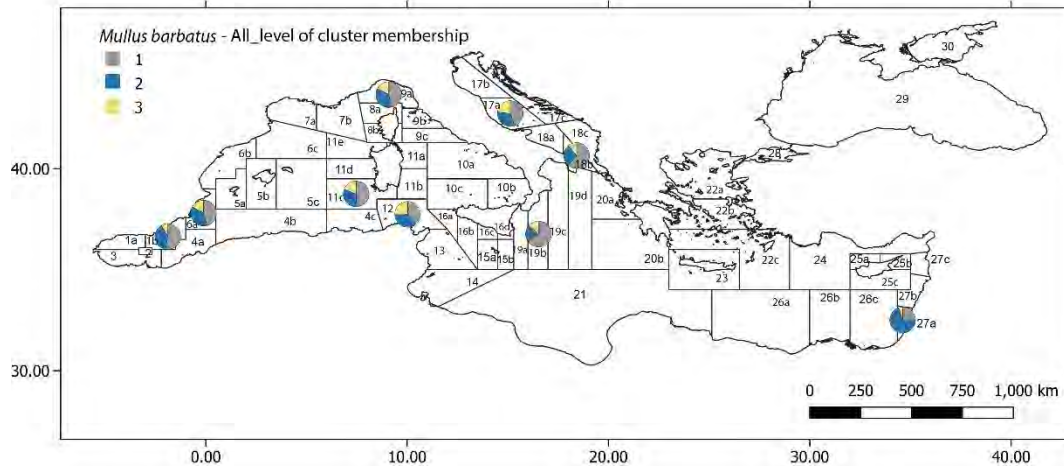 Mullus barbatus - All_level of cluster membership
1
2
3
30
29
28
17b
17a
17c
18a
18c
18b
9a
8a
8b
9b
9c
7a
7b
6b
6c
11e
11a
11d
11b
11c
10a
10c
10b
5a
5b
5c
6a
4a
4b
4c
12
1a
3
2
16a
16b
16c
16d
13
15a
15b
14
19a
19b
19c
19d
20a
20b
21
22a
22b
22c
23
24
25a
25b
25c
26a
26b
26c
27a
27b
27c
40.00
30.00
0 250 500 750 1,000 km
0.00 10.00 20.00 30.00 40.00